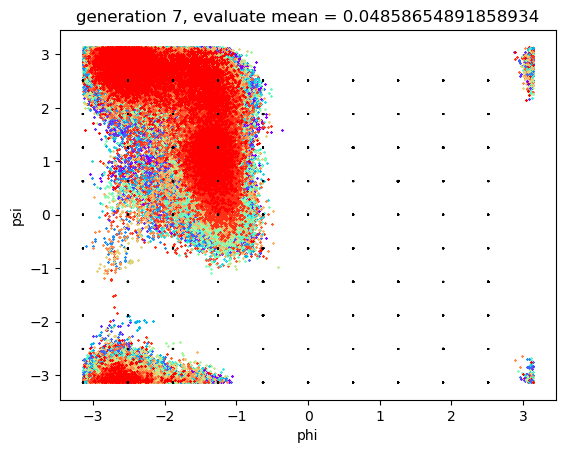 generation 7, evaluate mean = 0.04858654891858934
3
2
1
0
−1
−2
−3
psi
−3 −2 −1 0 1 2 3
phi